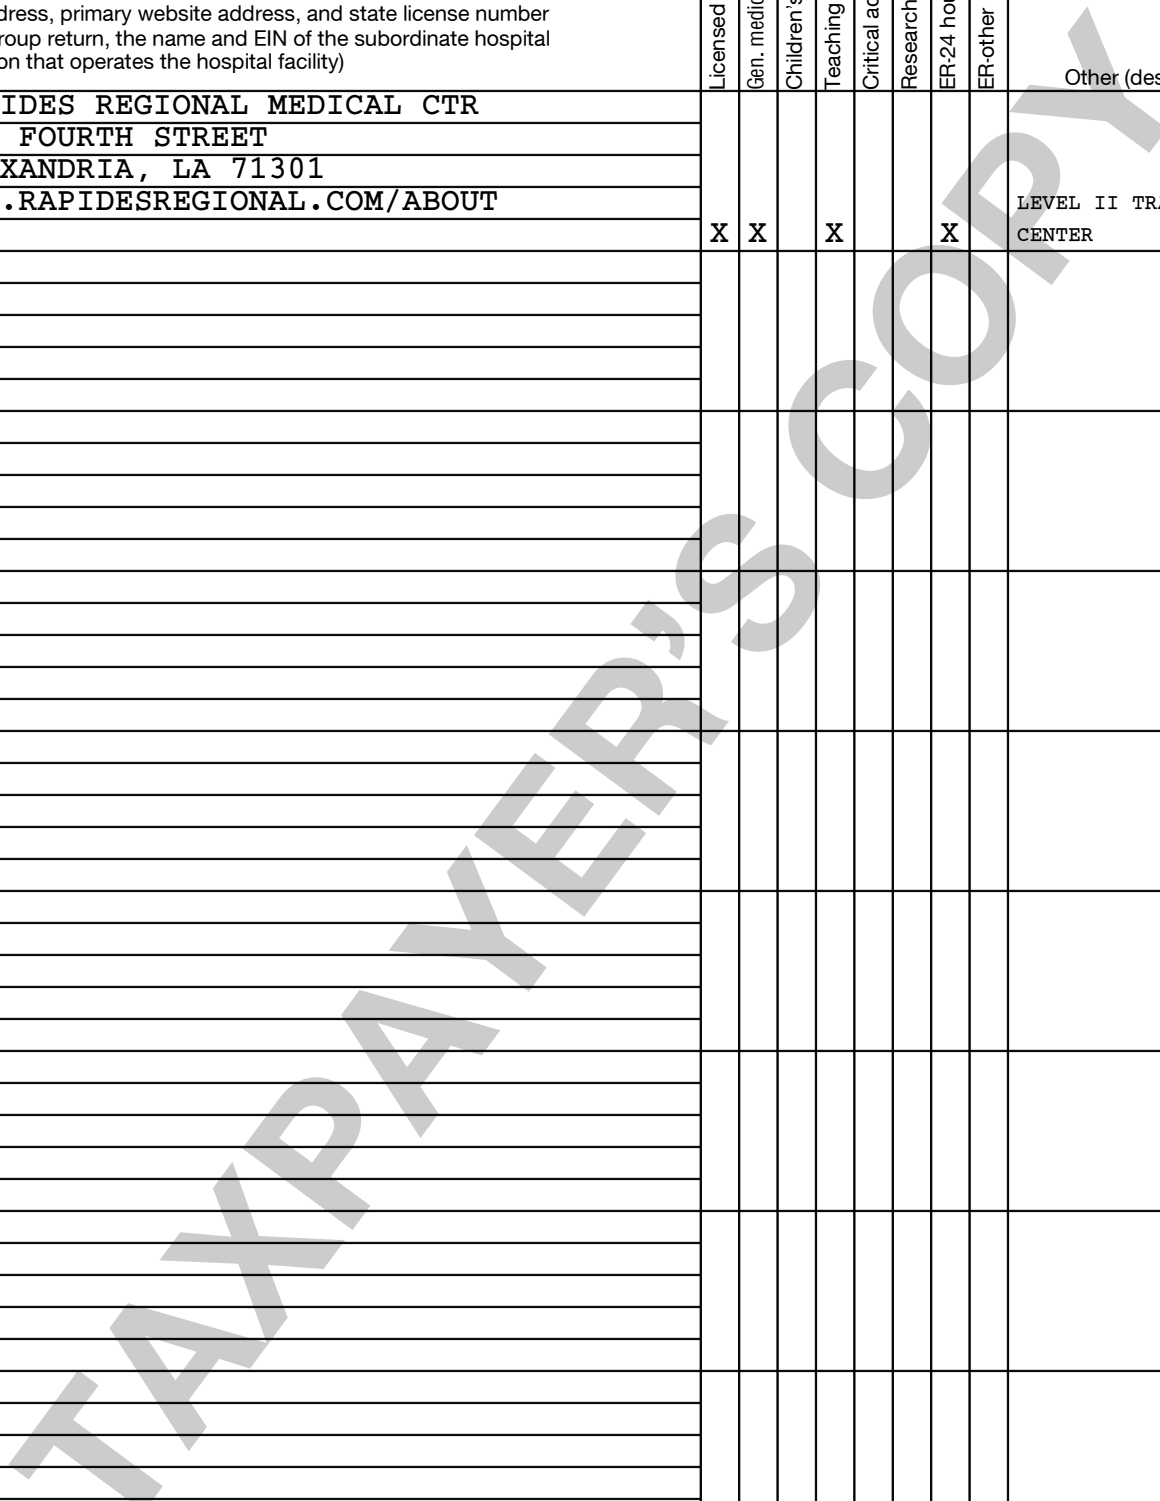 dress, primary website address, and state license number
roup return, the name and EIN of the subordinate hospital
on that operates the hospital facility)
Licensed
Gen. medic
Children's
Teaching
Critical ac
Research
ER-24 hou
ER-other
Other (des
IDES REGIONAL MEDICAL CTR
FOURTH STREET
XANDRIA, LA 71301
.RAPIDESREGIONAL.COM/ABOUT
LEVEL II TRA
X X X X CENTER
TAXPAYER'S COPY